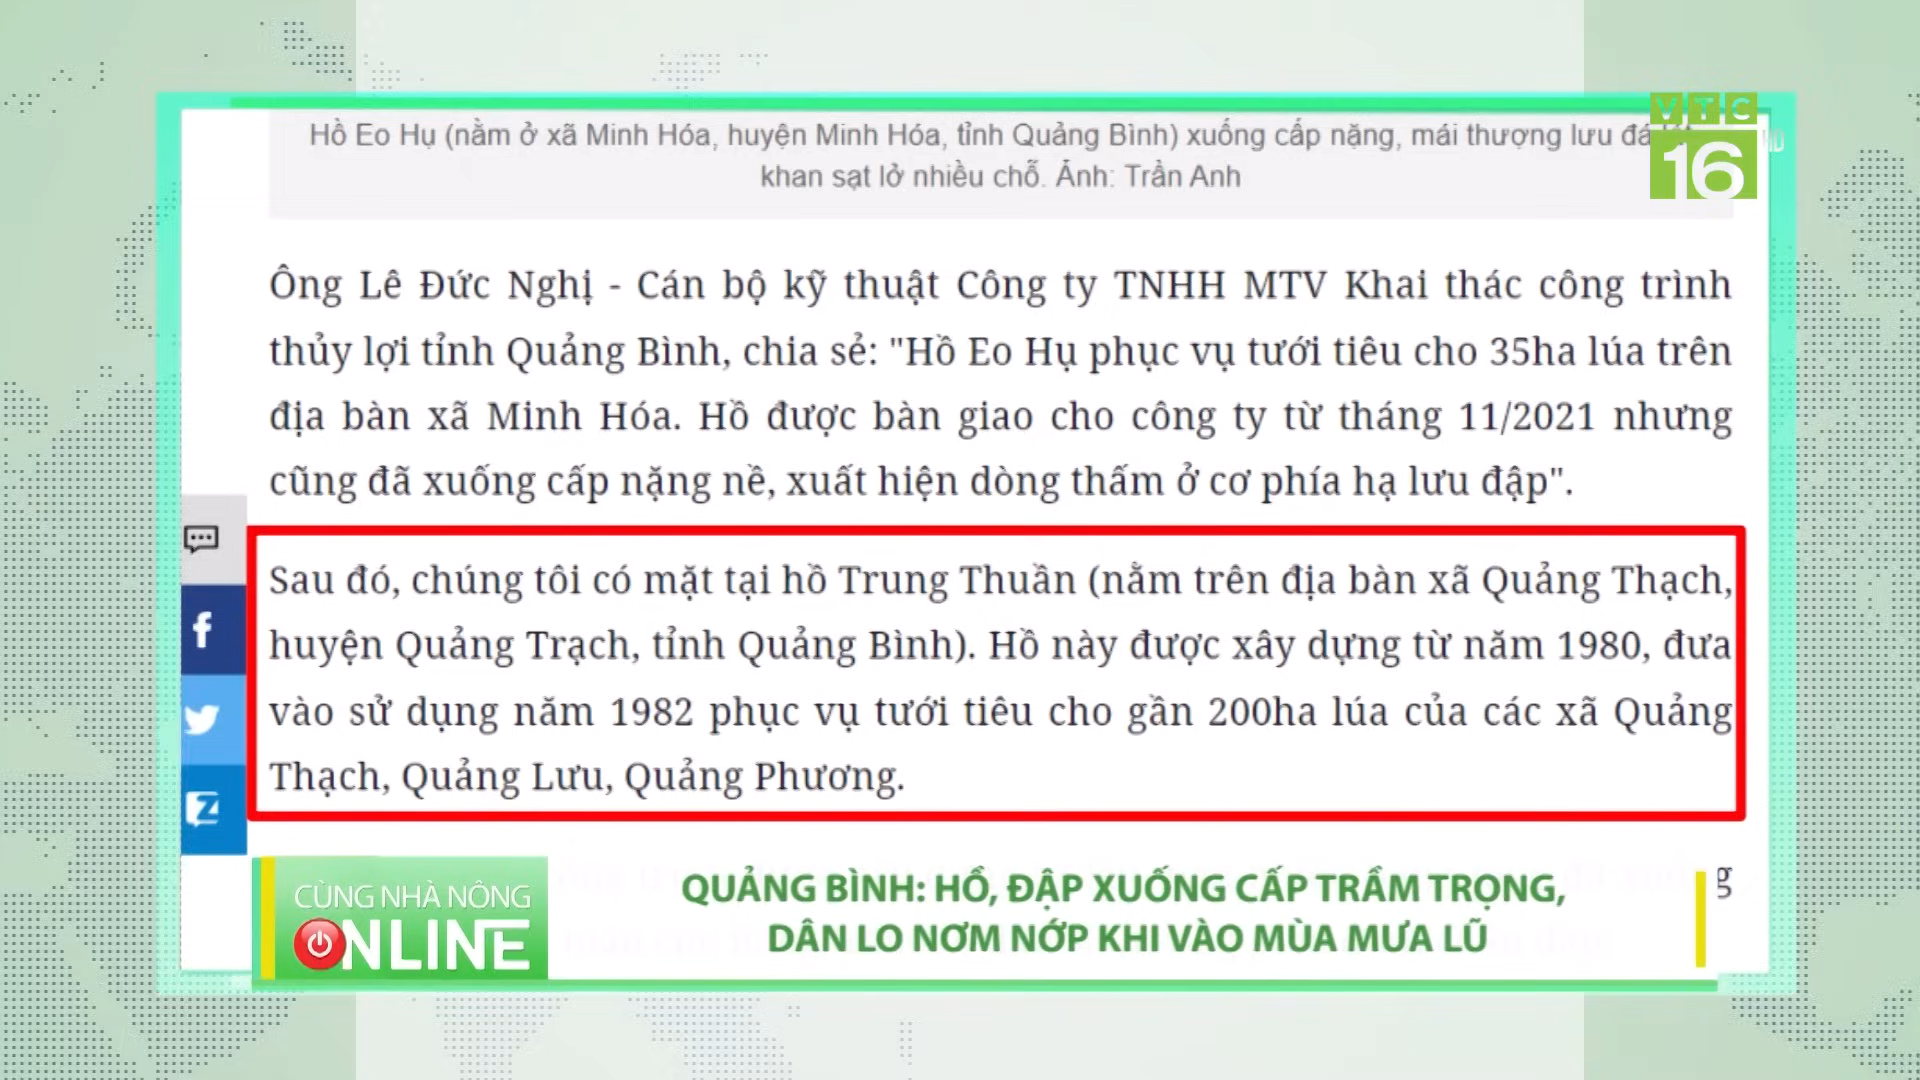 VTC
16
HD
Hồ Eo Hụ (nằm ở xã Minh Hóa, huyện Minh Hóa, tỉnh Quảng Bình) xuống cấp nặng, mái thượng lưu đá
khan sạt lở nhiều chỗ. Ảnh: Trần Anh
Ông Lê Đức Nghị - Cán bộ kỹ thuật Công ty TNHH MTV Khai thác công trình
thủy lợi tỉnh Quảng Bình, chia sẻ: "Hồ Eo Hụ phục vụ tưới tiêu cho 35ha lúa trên
địa bàn xã Minh Hóa. Hồ được bàn giao cho công ty từ tháng 11/2021 nhưng
cũng đã xuống cấp nặng nề, xuất hiện dòng thấm ở cơ phía hạ lưu đập".
Sau đó, chúng tôi có mặt tại hồ Trung Thuần (nằm trên địa bàn xã Quảng Thạch,
huyện Quảng Trạch, tỉnh Quảng Bình). Hồ này được xây dựng từ năm 1980, đưa
vào sử dụng năm 1982 phục vụ tưới tiêu cho gần 200ha lúa của các xã Quảng
Thạch, Quảng Lưu, Quảng Phương.
CÙNG NHÀ NÔNG
ONLINE
QUẢNG BÌNH: HỒ, ĐẬP XUỐNG CẤP TRẦM TRỌNG,
DÂN LO NƠM NỚP KHI VÀO MÙA MƯA LŨ